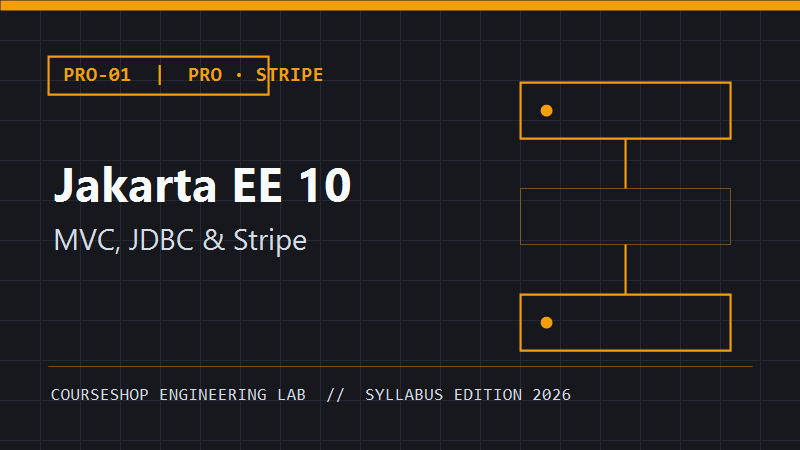 PRO-01 | PRO · STRIPE
Jakarta EE 10
MVC, JDBC & Stripe
COURSESHOP ENGINEERING LAB // SYLLABUS EDITION 2026